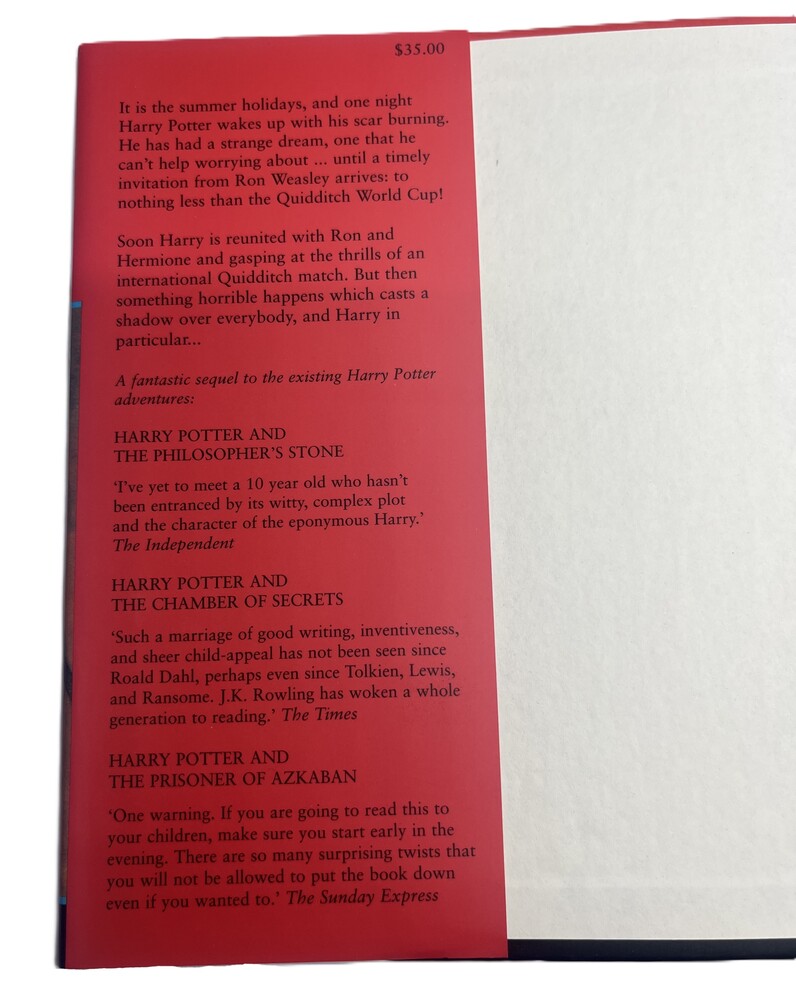 $35.00
It is the summer holidays, and one night
Harry Potter wakes up with his scar burning.
He has had a strange dream, one that he
can't help worrying about ... until a timely
invitation from Ron Weasley arrives: to
nothing less than the Quidditch World Cup!
Soon Harry is reunited with Ron and
Hermione and gasping at the thrills of an
international Quidditch match. But then
something horrible happens which casts a
shadow over everybody, and Harry in
particular...
A fantastic sequel to the existing Harry Potter
adventures:
HARRY POTTER AND
THE PHILOSOPHER'S STONE
'I've yet to meet a 10 year old who hasn't
been entranced by its witty, complex plot
and the character of the eponymous Harry.'
The Independent
HARRY POTTER AND
THE CHAMBER OF SECRETS
'Such a marriage of good writing, inventiveness,
and sheer child-appeal has not been seen since
Roald Dahl, perhaps even since Tolkien, Lewis,
and Ransome. J.K. Rowling has woken a whole
generation to reading.' The Times
HARRY POTTER AND
THE PRISONER OF AZKABAN
'One warning. If you are going to read this to
your children, make sure you start early in the
evening. There are so many surprising twists that
you will not be allowed to put the book down
even if you wanted to.' The Sunday Express